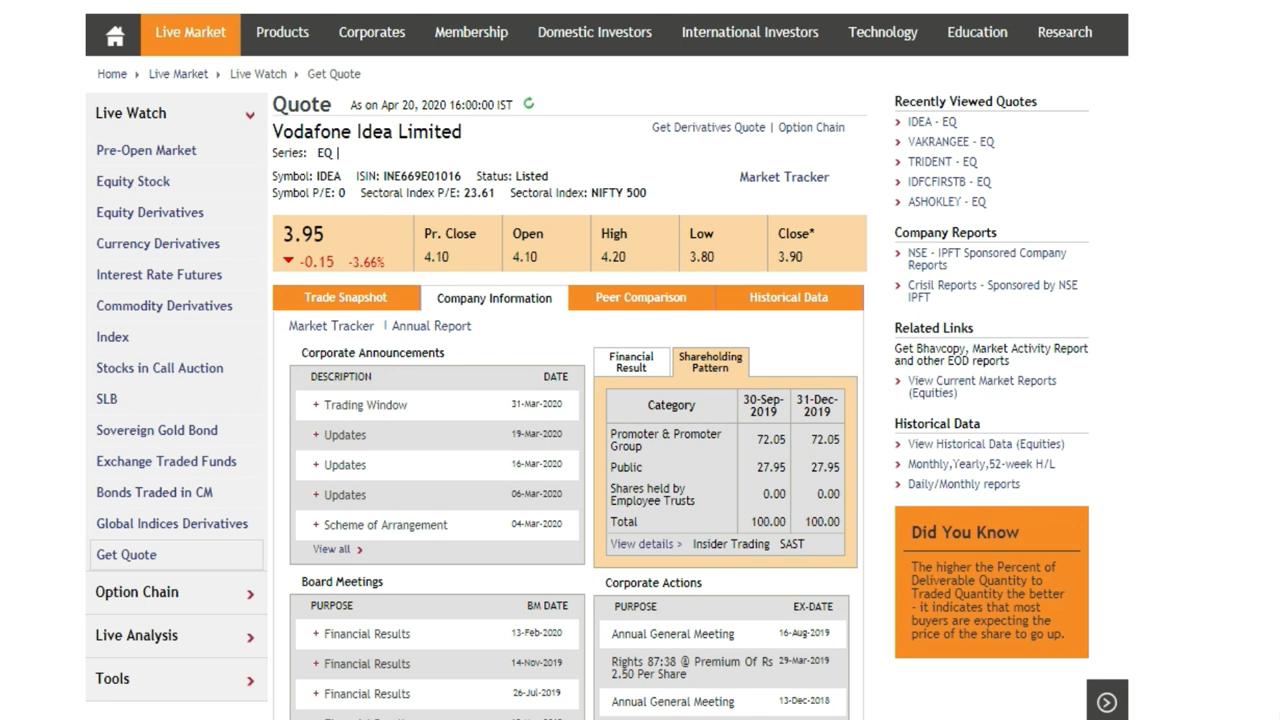 Live Market Products Corporates Membership Domestic Investors International Investors Technology Education Research
Home Live Market Live Watch Get Quote
Live Watch
Pre-Open Market
Equity Stock
Equity Derivatives
Currency Derivatives
Interest Rate Futures
Commodity Derivatives
Index
Stocks in Call Auction
SLB
Sovereign Gold Bond
Exchange Traded Funds
Bonds Traded in CM
Global Indices Derivatives
Get Quote
Option Chain
Live Analysis
Tools
Quote As on Apr 20, 2020 16:00:00 IST
Vodafone Idea Limited
Get Derivatives Quote | Option Chain
Series: EQ |
Symbol: IDEA ISIN: INE669E01016 Status: Listed
Market Tracker
Symbol P/E: 0 Sectoral Index P/E: 23.61 Sectoral Index: NIFTY 500
3.95 Pr. Close Open High Low Close*
-0.15 -3.66% 4.10 4.10 4.20 3.80 3.90
Trade Snapshot Company Information Peer Comparison Historical Data
Market Tracker | Annual Report
Corporate Announcements
DESCRIPTION DATE
+ Trading Window 31-Mar-2020
+ Updates 19-Mar-2020
+ Updates 16-Mar-2020
+ Updates 06-Mar-2020
+ Scheme of Arrangement 04-Mar-2020
View all >
Financial Result
Shareholding Pattern
Category 30-Sep-2019 31-Dec-2019
Promoter & Promoter Group 72.05 72.05
Public 27.95 27.95
Shares held by Employee Trusts 0.00 0.00
Total 100.00 100.00
View details > Insider Trading SAST
Board Meetings
PURPOSE BM DATE
+ Financial Results 13-Feb-2020
+ Financial Results 14-Nov-2019
+ Financial Results 26-Jul-2019
Corporate Actions
PURPOSE EX-DATE
Annual General Meeting 16-Aug-2019
Rights 87:38 @ Premium Of Rs 29-Mar-2019
2.50 Per Share
Annual General Meeting 13-Dec-2018
Recently Viewed Quotes
IDEA - EQ
VAKRANGEE - EQ
TRIDENT - EQ
IDFCFIRSTB - EQ
ASHOKLEY - EQ
Company Reports
NSE - IPFT Sponsored Company
Reports
Crisil Reports - Sponsored by NSE
IPFT
Related Links
Get Bhavcopy, Market Activity Report
and other EOD reports
View Current Market Reports
(Equities)
Historical Data
View Historical Data (Equities)
Monthly,Yearly,52-week H/L
Daily/Monthly reports
Did You Know
The higher the Percent of
Deliverable Quantity to
Traded Quantity the better
- it indicates that most
buyers are expecting the
price of the share to go up.